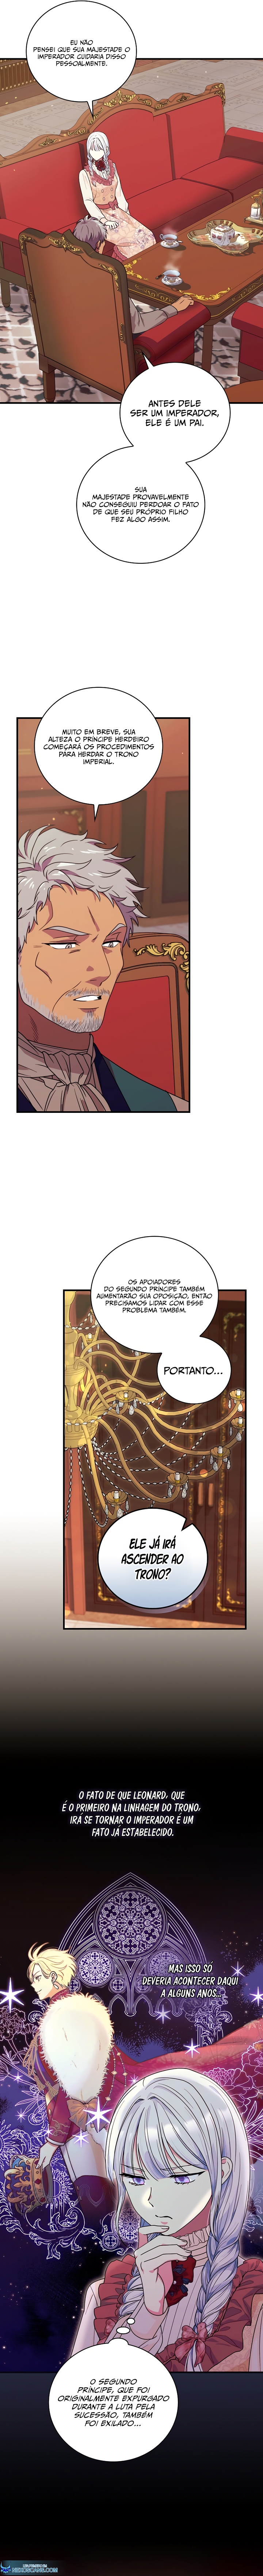 EU NÃO
PENSEI QUE SUA MAJESTADE O
IMPERADOR CUIDARIA DISSO
PESSOALMENTE.
ANTES DELE
SER UM IMPERADOR,
ELE É UM PAI.
SUA
MAJESTADE PROVAVELMENTE
NÃO CONSEGUIU PERDOAR O FATO
DE QUE SEU PRÓPRIO FILHO
FEZ ALGO ASSIM.
MUITO EM BREVE, SUA
ALTEZA O PRÍNCIPE HERDEIRO
COMEÇARÁ OS PROCEDIMENTOS
PARA HERDAR O TRONO
IMPERIAL.
OS APOIADORES
DO SEGUNDO PRÍNCIPE TAMBÉM
AUMENTARÃO SUA OPOSIÇÃO, ENTÃO
PRECISAMOS LIDAR COM ESSE
PROBLEMA TAMBÉM.
PORTANTO...
ELE JÁ IRÁ
ASCENDER AO
TRONO?
O FATO DE QUE LEONARD, QUE
É O PRIMEIRO NA LINHAGEM DO TRONO,
IRÁ SE TORNAR O IMPERADOR É UM
FATO JÁ ESTABELECIDO.
MAS ISSO SÓ
DEVERIA ACONTECER DAQUI
A ALGUNS ANOS...
O SEGUNDO
PRÍNCIPE, QUE FOI
ORIGINALMENTE EXPURGADO
DURANTE A LUTA PELA
SUCESSÃO, TAMBÉM
FOI EXILADO...